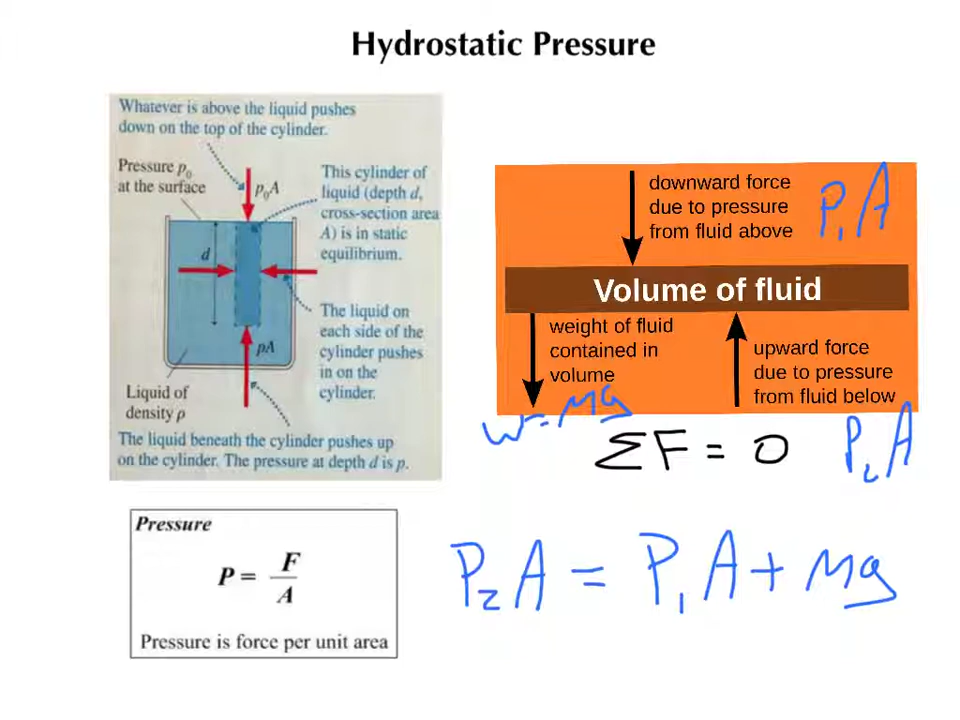 Hydrostatic Pressure
Whatever is above the liquid pushes
down on the top of the cylinder.
Pressure p₀
at the surface
p₀A
This cylinder of
liquid (depth d,
cross-section area
A) is in static
equilibrium.
d
The liquid on
each side of the
cylinder pushes
in on the
cylinder.
pA
Liquid of
density ρ
The liquid beneath the cylinder pushes up
on the cylinder. The pressure at depth d is p.
downward force
due to pressure
from fluid above
P₁A
Volume of fluid
weight of fluid
contained in
volume
w=Mg
upward force
due to pressure
from fluid below
P₂A
ΣF = 0
P₂A = P₁A + Mg
Pressure
P = F
A
Pressure is force per unit area